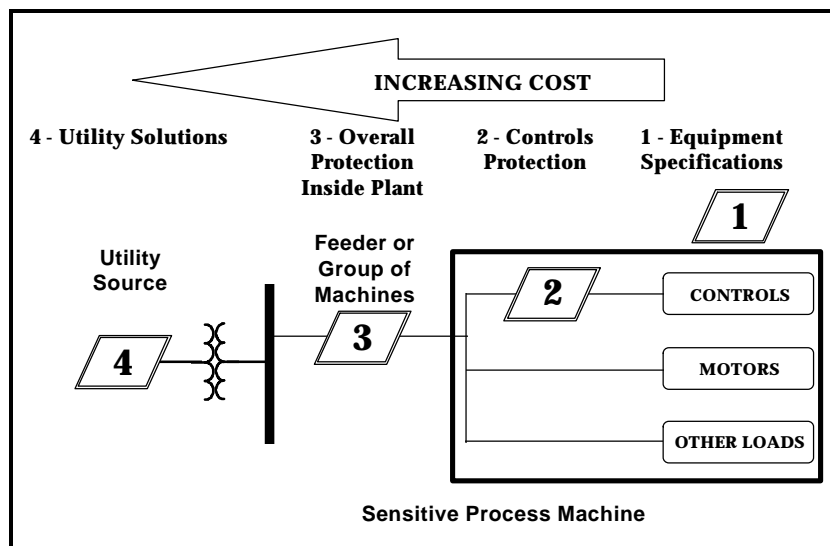 INCREASING COST
4 - Utility Solutions
3 - Overall
Protection
Inside Plant
2 - Controls
Protection
1 - Equipment
Specifications
1
Utility
Source
Feeder or
Group of
Machines
2
CONTROLS
3
4
MOTORS
OTHER LOADS
Sensitive Process Machine